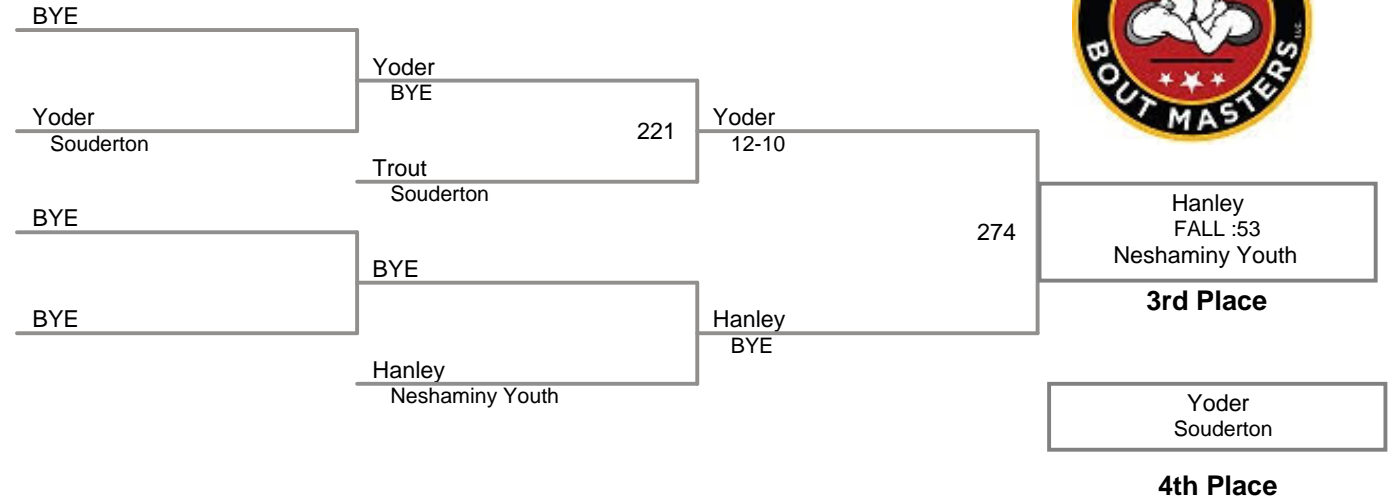 BYE
Yoder
BYE
Yoder
Souderton
221
Yoder
12-10
Trout
Souderton
BYE
BYE
BYE
Hanley
BYE
Hanley
Neshaminy Youth
274
Hanley
FALL :53
Neshaminy Youth
3rd Place
Yoder
Souderton
4th Place
BOUT MASTERS LLC.